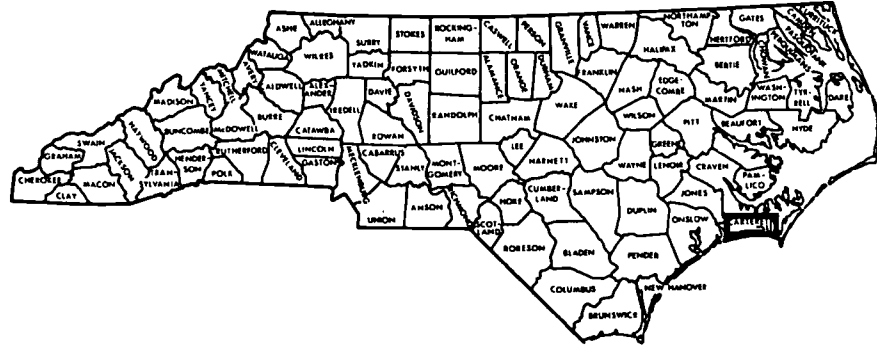 ASHE
ALLEGHANY
SURRY
STOKES
ROCKING-
HAM
CASWELL
PERSON
GRANVILLE
VANCE
WARREN
NORTHAMP
TON
GATES
HERTFORD
CAMDEN
CURRITUCK
PASQUOTANK
PERQUIMANS
CHOWAN
WATAUGA
WILKES
YADKIN
FORSYTH
GUILFORD
ALAMANCE
ORANGE
DURHAM
FRANKLIN
HALIFAX
BERTIE
MITCHELL
AVERY
CALDWELL
ALEX-
ANDER
IREDELL
DAVIE
DAVIDSON
RANDOLPH
CHATHAM
WAKE
NASH
EDGE-
COMBE
MARTIN
WASH-
INGTON
TYR-
RELL
DARE
MADISON
YANCEY
BURKE
McDOWELL
CATAWBA
ROWAN
WILSON
PITT
BEAUFORT
HYDE
BUNCOMBE
HAYWOOD
SWAIN
GRAHAM
CHEROKEE
CLAY
MACON
JACKSON
TRAN-
SYLVANIA
HENDER-
SON
RUTHERFORD
POLK
CLEVELAND
LINCOLN
GASTON
MECKLENBURG
CABARRUS
STANLY
MONT-
GOMERY
MOORE
LEE
HARNETT
JOHNSTON
WAYNE
GREENE
LENOIR
CRAVEN
PAM-
LICO
UNION
ANSON
RICHMOND
SCOT-
LAND
HOKE
CUMBER-
LAND
SAMPSON
DUPLIN
JONES
ONSLOW
CARTERET
ROBESON
BLADEN
PENDER
COLUMBUS
NEW HANOVER
BRUNSWICK